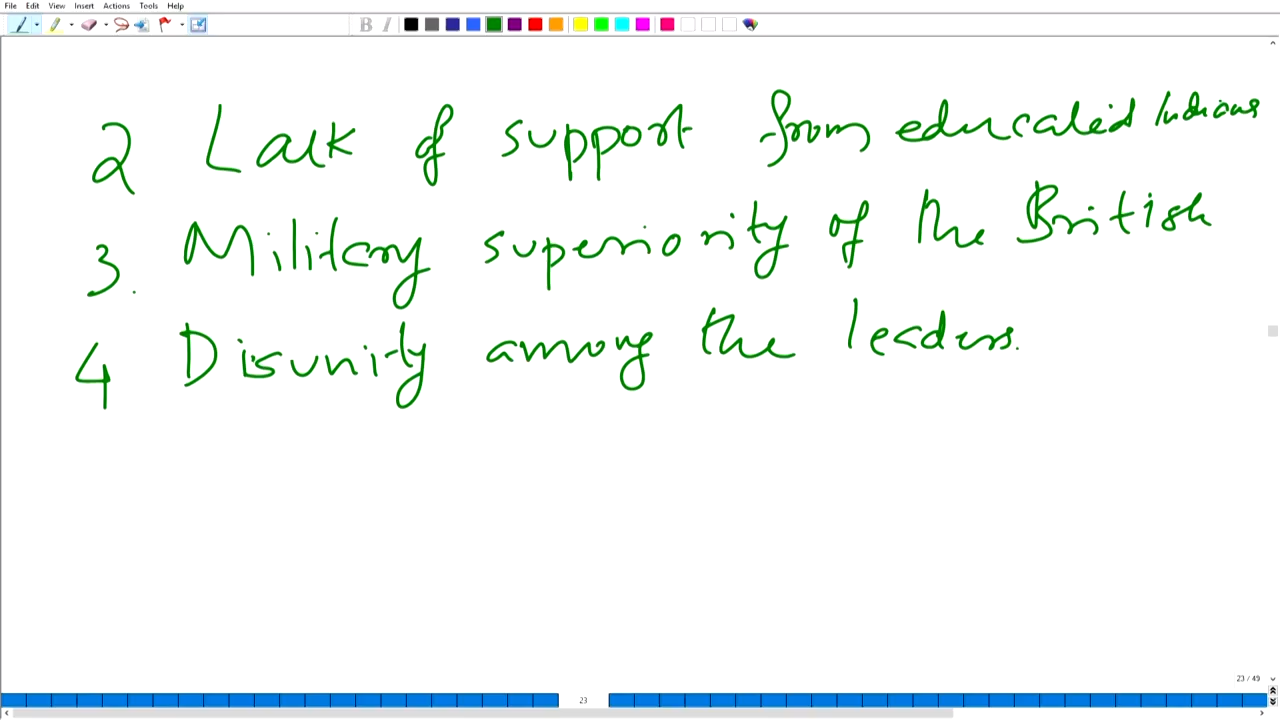 File Edit View Insert Actions Tools Help
B I
2 Lack of support from educated Indians
3. Military superiority of the British
4 Disunity among the leaders.
23 / 49
23